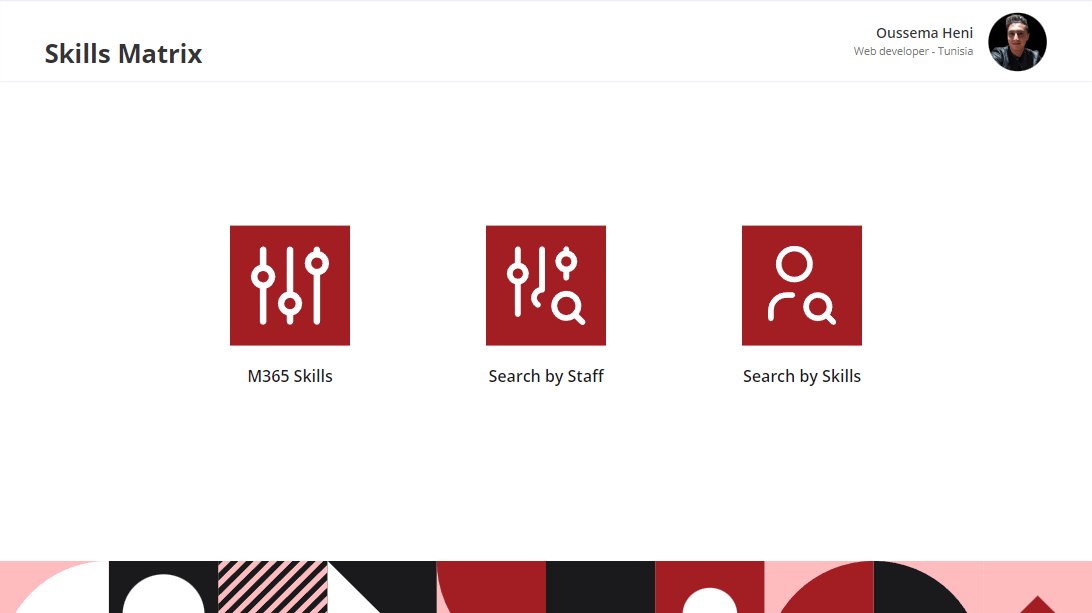 Skills Matrix
Oussema Heni
Web developer - Tunisia
M365 Skills
Search by Staff
Search by Skills